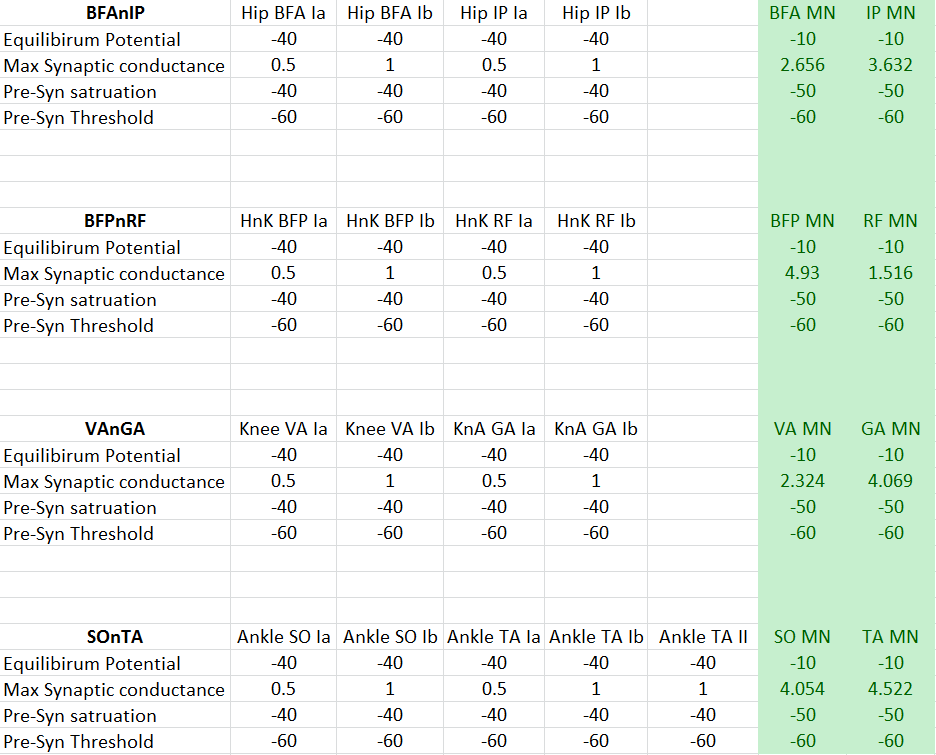 BFAnIP Hip BFA Ia Hip BFA Ib Hip IP Ia Hip IP Ib BFA MN IP MN
Equilibirum Potential -40 -40 -40 -40 -10 -10
Max Synaptic conductance 0.5 1 0.5 1 2.656 3.632
Pre-Syn satruation -40 -40 -40 -40 -50 -50
Pre-Syn Threshold -60 -60 -60 -60 -60 -60
BFPnRF HnK BFP Ia HnK BFP Ib HnK RF Ia HnK RF Ib BFP MN RF MN
Equilibirum Potential -40 -40 -40 -40 -10 -10
Max Synaptic conductance 0.5 1 0.5 1 4.93 1.516
Pre-Syn satruation -40 -40 -40 -40 -50 -50
Pre-Syn Threshold -60 -60 -60 -60 -60 -60
VAnGA Knee VA Ia Knee VA Ib KnA GA Ia KnA GA Ib VA MN GA MN
Equilibirum Potential -40 -40 -40 -40 -10 -10
Max Synaptic conductance 0.5 1 0.5 1 2.324 4.069
Pre-Syn satruation -40 -40 -40 -40 -50 -50
Pre-Syn Threshold -60 -60 -60 -60 -60 -60
SOnTA Ankle SO Ia Ankle SO Ib Ankle TA Ia Ankle TA Ib Ankle TA II SO MN TA MN
Equilibirum Potential -40 -40 -40 -40 -40 -10 -10
Max Synaptic conductance 0.5 1 0.5 1 1 4.054 4.522
Pre-Syn satruation -40 -40 -40 -40 -40 -50 -50
Pre-Syn Threshold -60 -60 -60 -60 -60 -60 -60